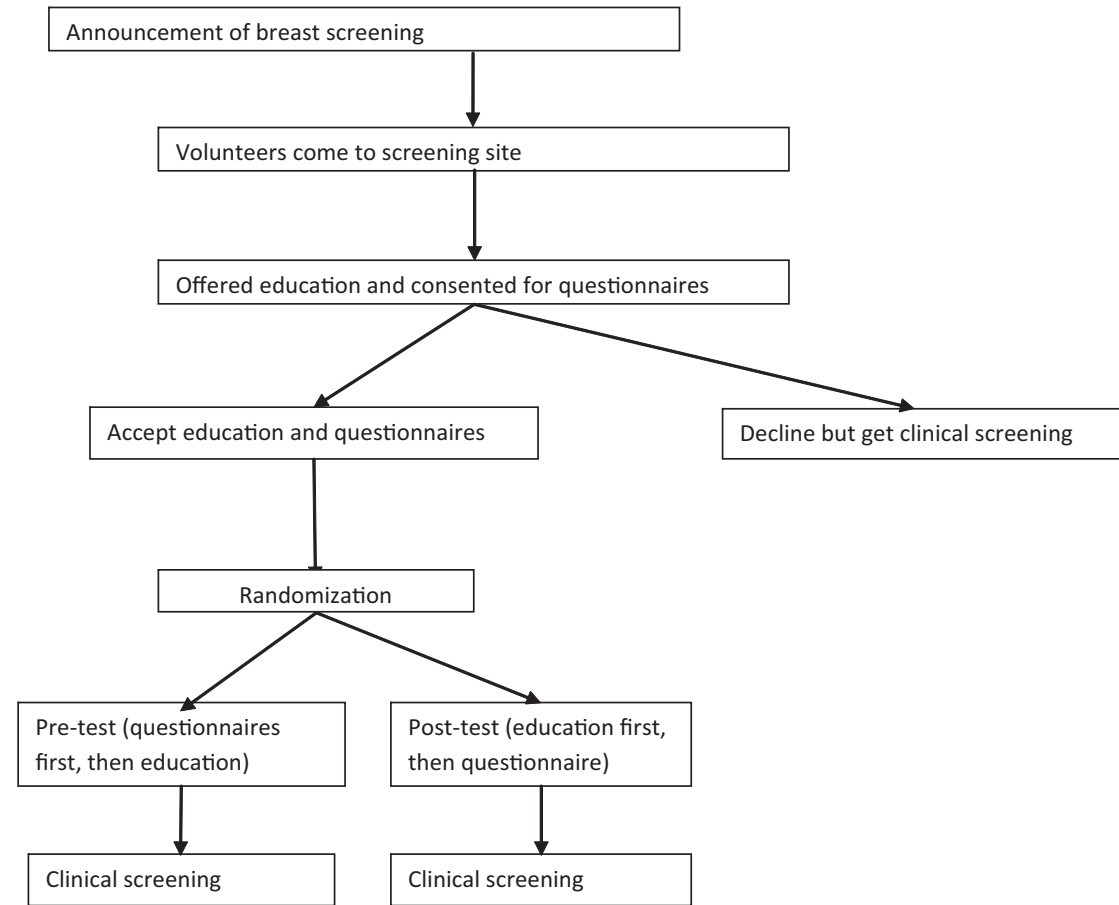 Announcement of breast screening
Volunteers come to screening site
Offered education and consented for questionnaires
Accept education and questionnaires
Decline but get clinical screening
Randomization
Pre-test (questionnaires
first, then education)
Post-test (education first,
then questionnaire)
Clinical screening
Clinical screening